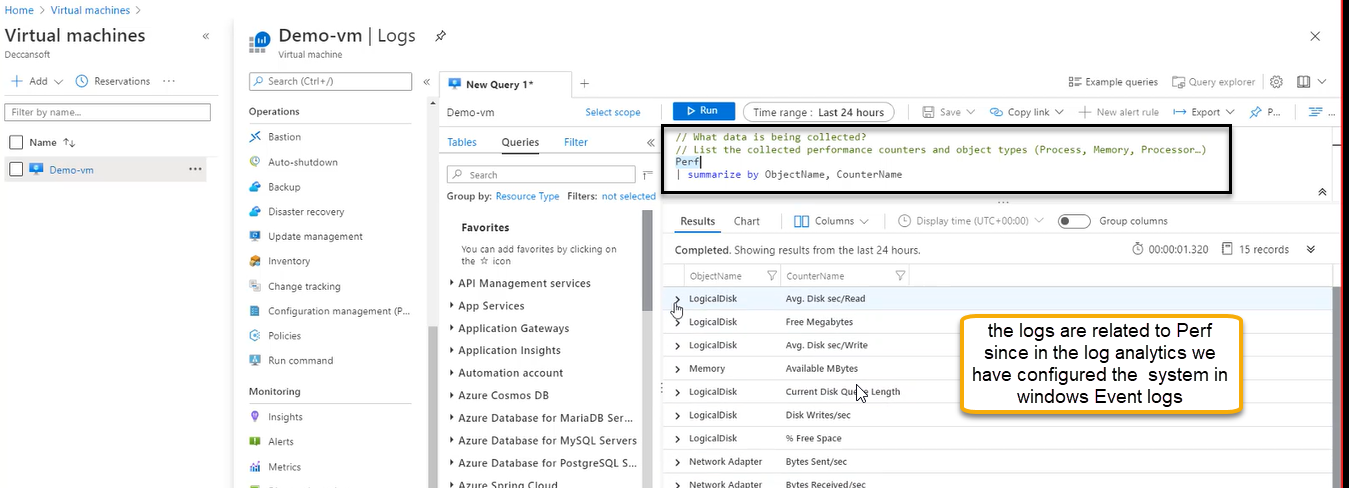 Home > Virtual machines >
Virtual machines «
Deccansoft
+ Add Reservations ...
Filter by name...
Name ↑↓
Demo-vm ...
Demo-vm | Logs
Virtual machine
Search (Ctrl+/) «
Operations
Bastion
Auto-shutdown
Backup
Disaster recovery
Update management
Inventory
Change tracking
Configuration management (P...
Policies
Run command
Monitoring
Insights
Alerts
Metrics
New Query 1* +
Example queries Query explorer
Demo-vm Select scope
Run Time range : Last 24 hours Save Copy link + New alert rule Export P... ...
Tables Queries Filter «
Search
Group by: Resource Type Filters: not selected
Favorites
You can add favorites by clicking on
the ☆ icon
API Management services
App Services
Application Gateways
Application Insights
Automation account
Azure Cosmos DB
Azure Database for MariaDB Ser...
Azure Database for MySQL Servers
Azure Database for PostgreSQL S...
Azure Spring Cloud
// What data is being collected?
// List the collected performance counters and object types (Process, Memory, Processor…)
Perf
| summarize by ObjectName, CounterName
...
Results Chart Columns Display time (UTC+00:00) Group columns
Completed. Showing results from the last 24 hours. 00:00:01.320 15 records
ObjectName CounterName
LogicalDisk Avg. Disk sec/Read
LogicalDisk Free Megabytes
LogicalDisk Avg. Disk sec/Write
Memory Available MBytes
LogicalDisk Current Disk Queue Length
LogicalDisk Disk Writes/sec
LogicalDisk % Free Space
Network Adapter Bytes Sent/sec
Network Adapter Bytes Received/sec
the logs are related to Perf
since in the log analytics we
have configured the system in
windows Event logs